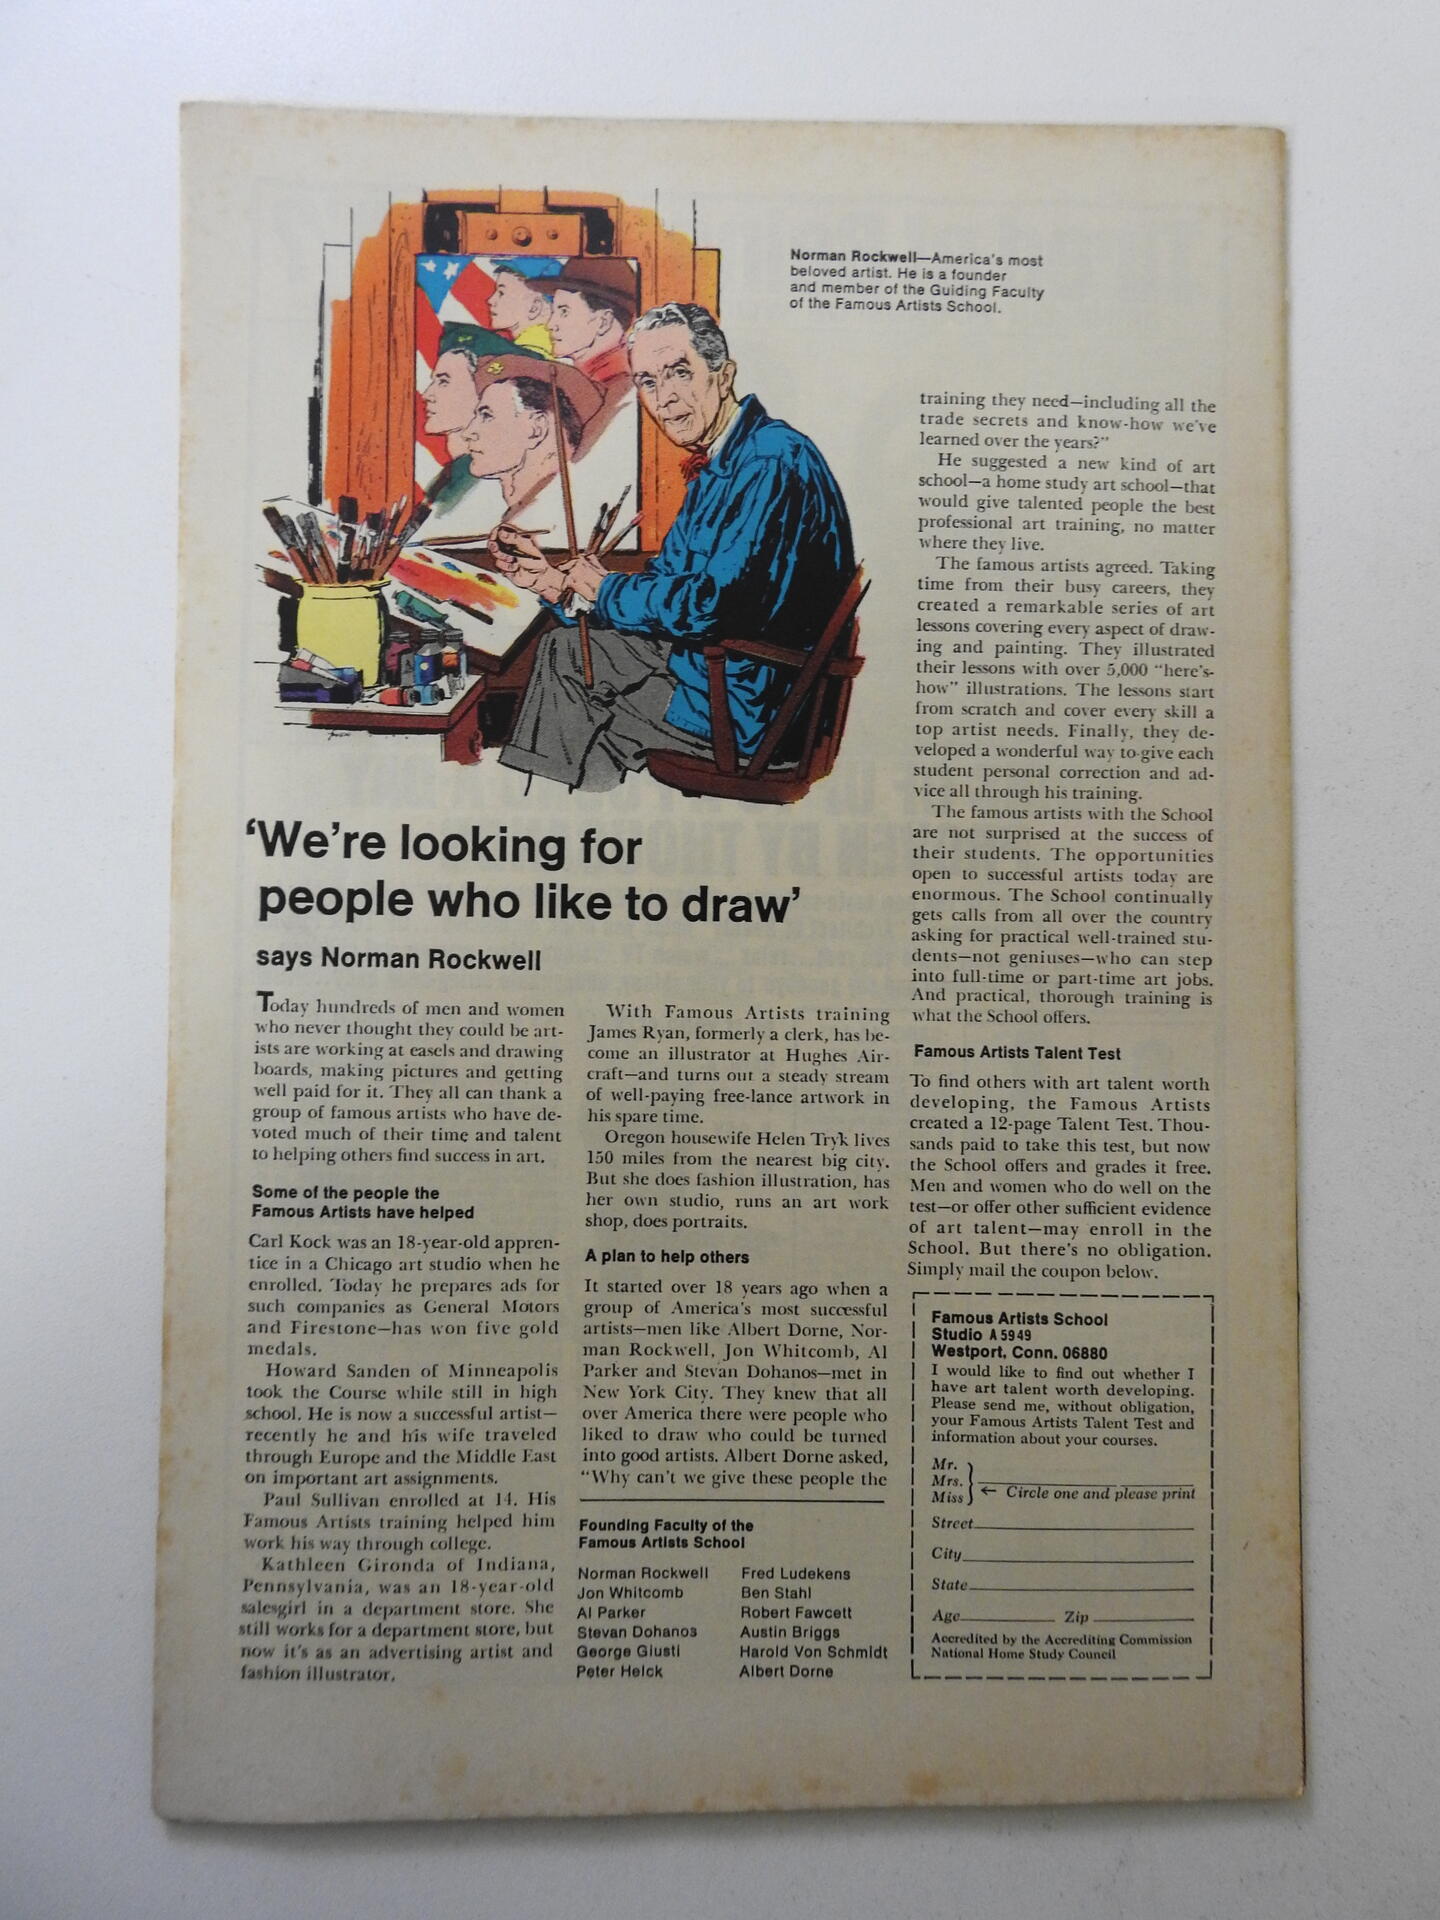 Norman Rockwell—America's most
beloved artist. He is a founder
and member of the Guiding Faculty
of the Famous Artists School.
'We're looking for
people who like to draw'
says Norman Rockwell
Today hundreds of men and women
who never thought they could be art-
ists are working at easels and drawing
boards, making pictures and getting
well paid for it. They all can thank a
group of famous artists who have de-
voted much of their time and talent
to helping others find success in art.
Some of the people the
Famous Artists have helped
Carl Kock was an 18-year-old appren-
tice in a Chicago art studio when he
enrolled. Today he prepares ads for
such companies as General Motors
and Firestone—has won five gold
medals.
Howard Sanden of Minneapolis
took the Course while still in high
school. He is now a successful artist—
recently he and his wife traveled
through Europe and the Middle East
on important art assignments.
Paul Sullivan enrolled at 14. His
Famous Artists training helped him
work his way through college.
Kathleen Gironda of Indiana,
Pennsylvania, was an 18-year-old
salesgirl in a department store. She
still works for a department store, but
now it's as an advertising artist and
fashion illustrator.
With Famous Artists training
James Ryan, formerly a clerk, has be-
come an illustrator at Hughes Air-
craft—and turns out a steady stream
of well-paying free-lance artwork in
his spare time.
Oregon housewife Helen Tryk lives
150 miles from the nearest big city.
But she does fashion illustration, has
her own studio, runs an art work
shop, does portraits.
A plan to help others
It started over 18 years ago when a
group of America's most successful
artists—men like Albert Dorne, Nor-
man Rockwell, Jon Whitcomb, Al
Parker and Stevan Dohanos—met in
New York City. They knew that all
over America there were people who
liked to draw who could be turned
into good artists. Albert Dorne asked,
"Why can't we give these people the
Founding Faculty of the
Famous Artists School
Norman Rockwell Fred Ludekens
Jon Whitcomb Ben Stahl
Al Parker Robert Fawcett
Stevan Dohanos Austin Briggs
George Giusti Harold Von Schmidt
Peter Helck Albert Dorne
training they need—including all the
trade secrets and know-how we've
learned over the years?"
He suggested a new kind of art
school—a home study art school—that
would give talented people the best
professional art training, no matter
where they live.
The famous artists agreed. Taking
time from their busy careers, they
created a remarkable series of art
lessons covering every aspect of draw-
ing and painting. They illustrated
their lessons with over 5,000 "here's-
how" illustrations. The lessons start
from scratch and cover every skill a
top artist needs. Finally, they de-
veloped a wonderful way to give each
student personal correction and ad-
vice all through his training.
The famous artists with the School
are not surprised at the success of
their students. The opportunities
open to successful artists today are
enormous. The School continually
gets calls from all over the country
asking for practical well-trained stu-
dents—not geniuses—who can step
into full-time or part-time art jobs.
And practical, thorough training is
what the School offers.
Famous Artists Talent Test
To find others with art talent worth
developing, the Famous Artists
created a 12-page Talent Test. Thou-
sands paid to take this test, but now
the School offers and grades it free.
Men and women who do well on the
test—or offer other sufficient evidence
of art talent—may enroll in the
School. But there's no obligation.
Simply mail the coupon below.
Famous Artists School
Studio A 5949
Westport, Conn. 06880
I would like to find out whether I
have art talent worth developing.
Please send me, without obligation,
your Famous Artists Talent Test and
information about your courses.
Mr.
Mrs.
Miss ← Circle one and please print
Street
City
State
Age Zip
Accredited by the Accrediting Commission
National Home Study Council